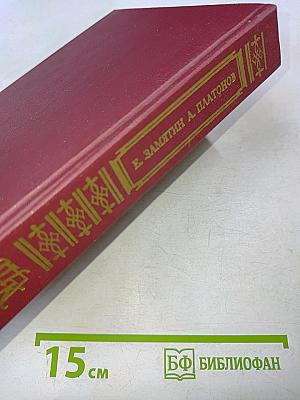 Е. ЗАМЯТИН А. ПЛАТОНОВ
15 см
БФ БИБЛИОФАН